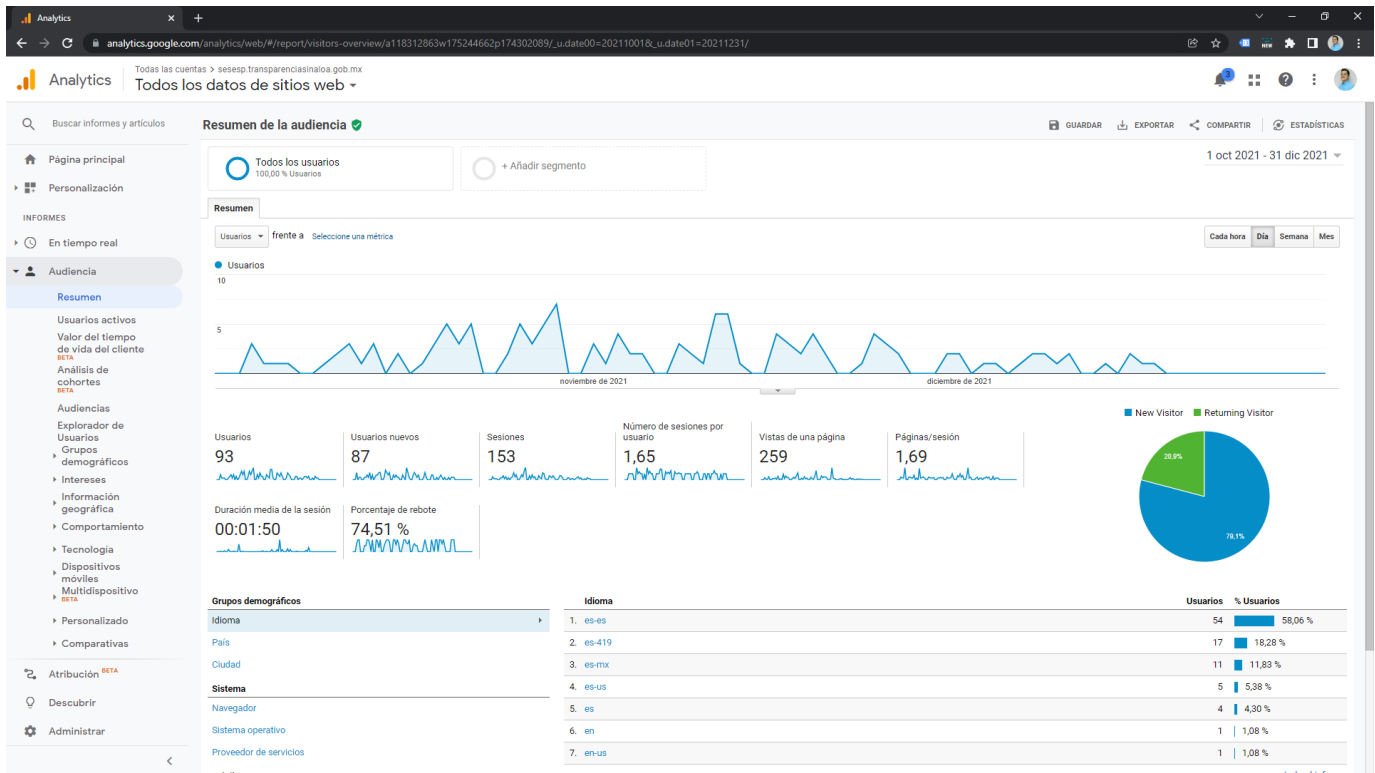 Analytics
analytics.google.com/analytics/web/#/report/visitors-overview/a118312863w175244662p174302089/_u.date00=20211001&_u.date01=20211231/
NEW
Analytics
Todas las cuentas > sesesp.transparenciasinaloa.gob.mx
Todos los datos de sitios web
3
Buscar informes y artículos
Página principal
Personalización
INFORMES
En tiempo real
Audiencia
Resumen
Usuarios activos
Valor del tiempo
de vida del cliente
BETA
Análisis de
cohortes
BETA
Audiencias
Explorador de
Usuarios
Grupos
demográficos
Intereses
Información
geográfica
Comportamiento
Tecnología
Dispositivos
móviles
Multidispositivo
BETA
Personalizado
Comparativas
Atribución BETA
Descubrir
Administrar
Resumen de la audiencia
GUARDAR
EXPORTAR
COMPARTIR
ESTADÍSTICAS
Todos los usuarios
100,00 % Usuarios
+ Añadir segmento
1 oct 2021 - 31 dic 2021
Resumen
Usuarios frente a Seleccione una métrica
Cada hora Día Semana Mes
Usuarios
10
5
noviembre de 2021
diciembre de 2021
New Visitor Returning Visitor
20,9%
79,1%
Usuarios
93
Usuarios nuevos
87
Sesiones
153
Número de sesiones por
usuario
1,65
Vistas de una página
259
Páginas/sesión
1,69
Duración media de la sesión
00:01:50
Porcentaje de rebote
74,51 %
Grupos demográficos
Idioma
País
Ciudad
Sistema
Navegador
Sistema operativo
Proveedor de servicios
Idioma Usuarios % Usuarios
1. es-es 54 58,06 %
2. es-419 17 18,28 %
3. es-mx 11 11,83 %
4. es-us 5 5,38 %
5. es 4 4,30 %
6. en 1 1,08 %
7. en-us 1 1,08 %